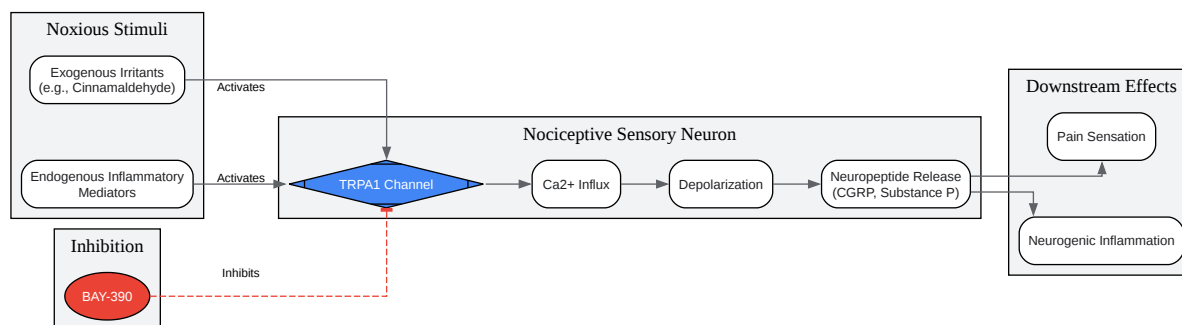 Noxious Stimuli
Exogenous Irritants
(e.g., Cinnamaldehyde)
Activates
Endogenous Inflammatory
Mediators
Activates
Inhibition
BAY-390
Inhibits
Nociceptive Sensory Neuron
TRPA1 Channel
Ca2+ Influx
Depolarization
Neuropeptide Release
(CGRP, Substance P)
Downstream Effects
Pain Sensation
Neurogenic Inflammation